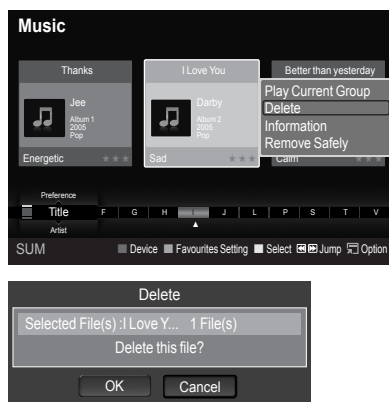 Music
Thanks
Jee
Album 1
2005
Pop
Energetic ★★★
I Love You
Darby
Album 2
2005
Pop
Sad ★★★
Better than yesterday
Play Current Group
Delete
Information
Remove Safely
Calm
Preference
Title F G H I J L P S T V
Artist
SUM Device Favourites Setting Select Jump Option
Delete
Selected File(s) :I Love Y... 1 File(s)
Delete this file?
OK Cancel